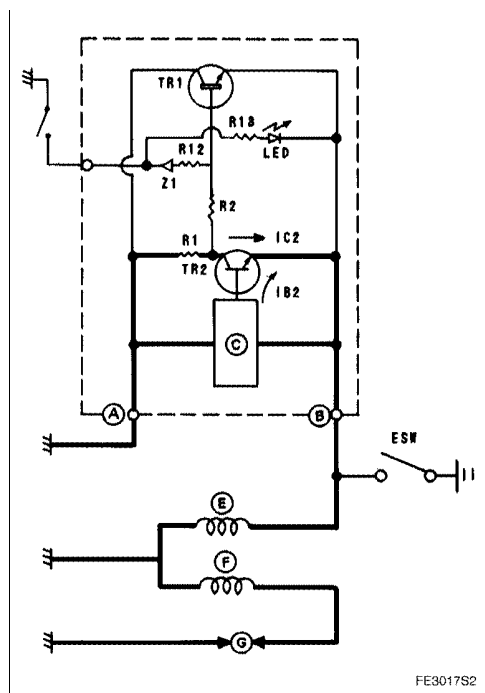 TR1
R13
LED
R12
Z1
R2
R1
IC2
TR2
IB2
C
A
B
ESW
E
F
G
FE3017S2